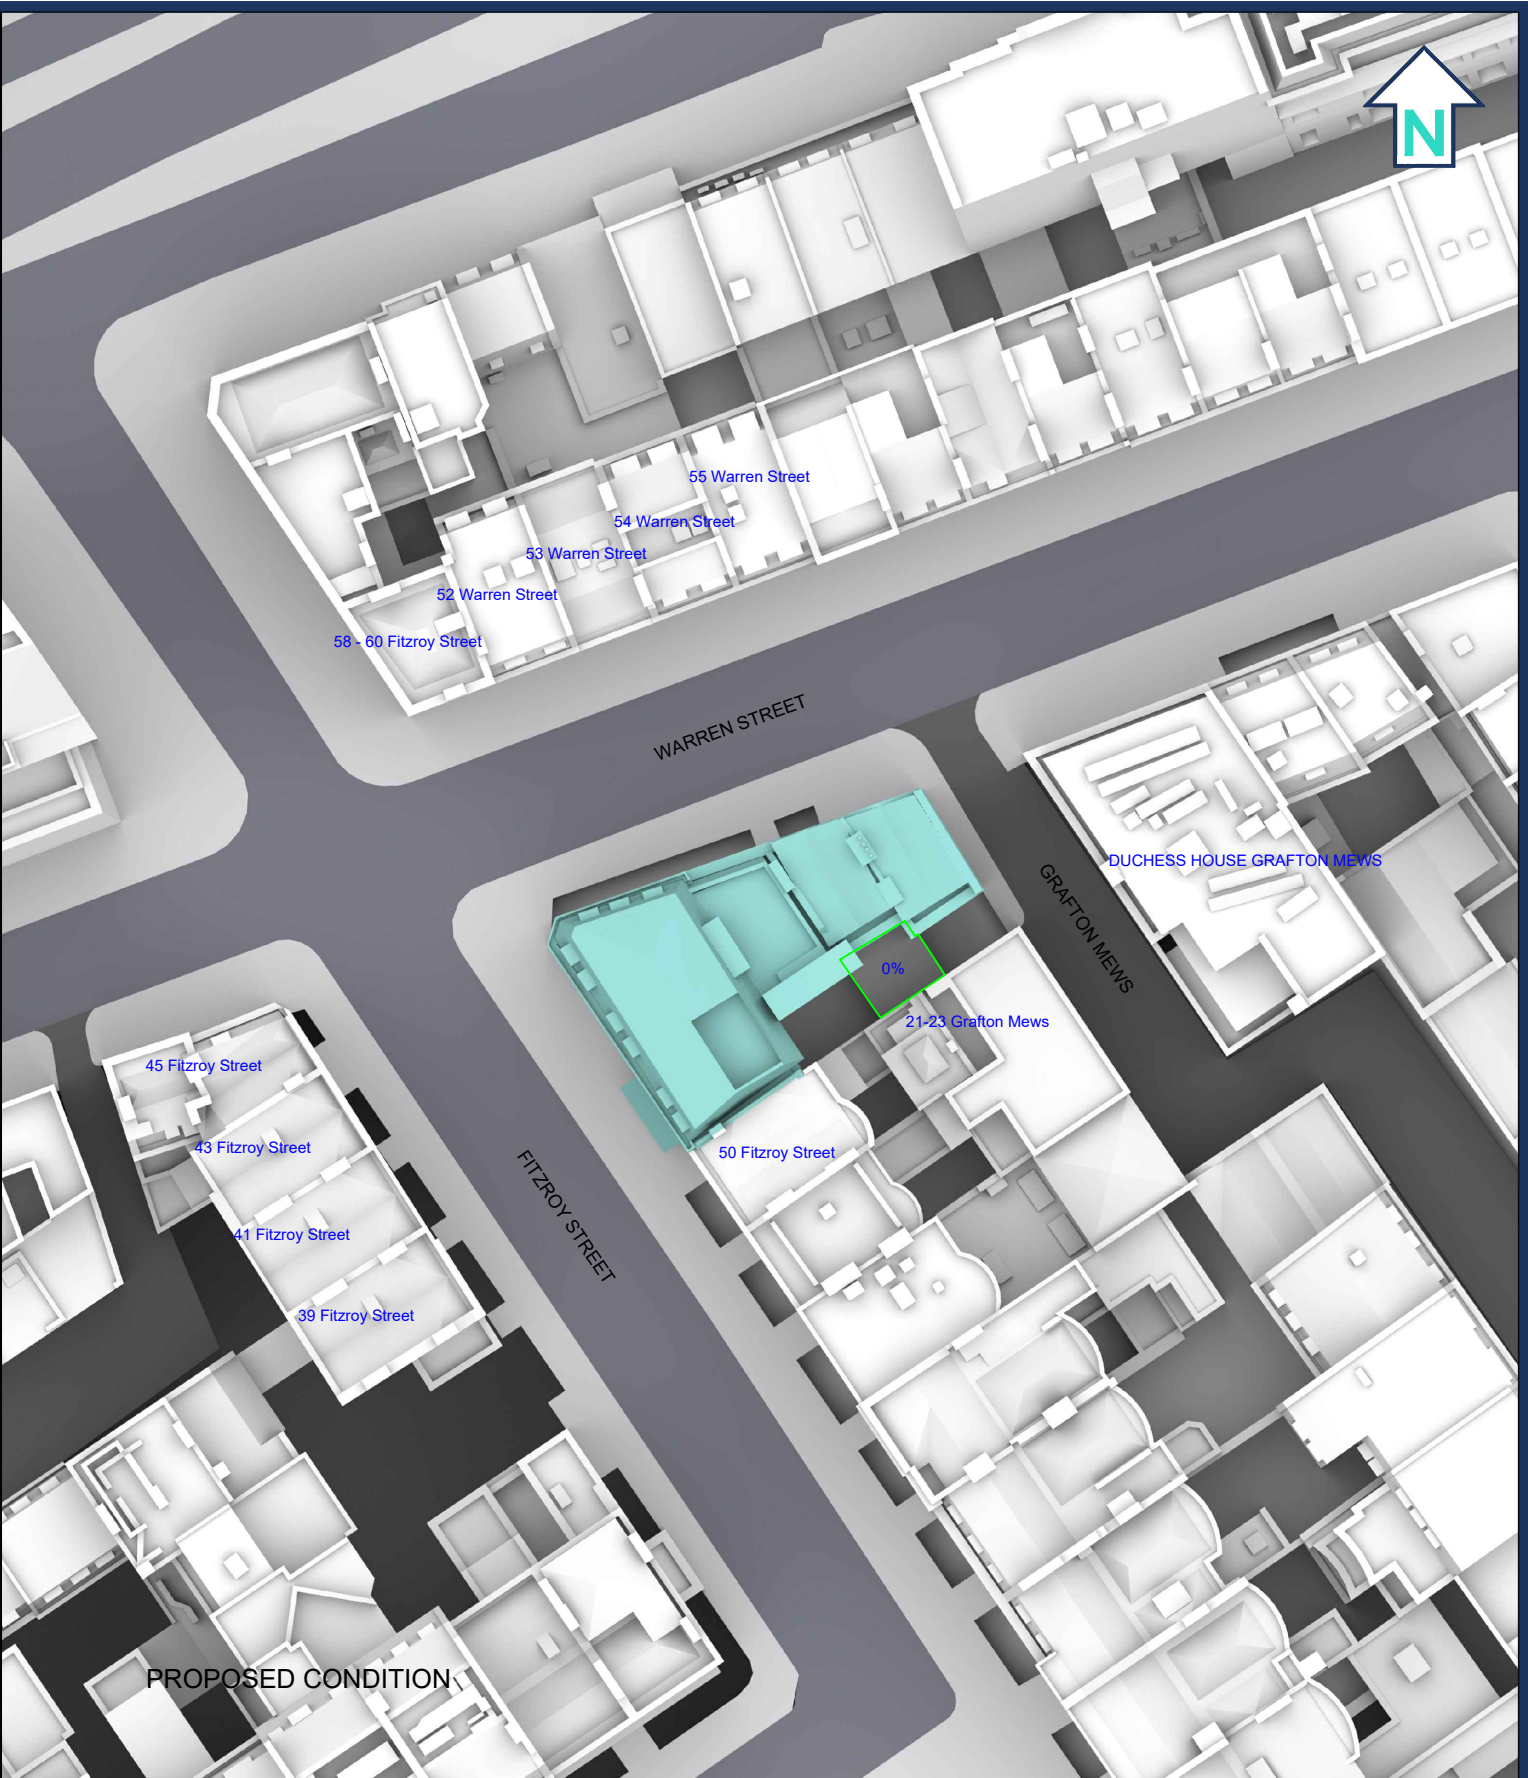 N
55 Warren Street
54 Warren Street
53 Warren Street
52 Warren Street
58 - 60 Fitzroy Street
WARREN STREET
DUCHESS HOUSE GRAFTON MEWS
GRAFTON MEWS
0%
21-23 Grafton Mews
45 Fitzroy Street
43 Fitzroy Street
50 Fitzroy Street
FITZROY STREET
41 Fitzroy Street
39 Fitzroy Street
PROPOSED CONDITION